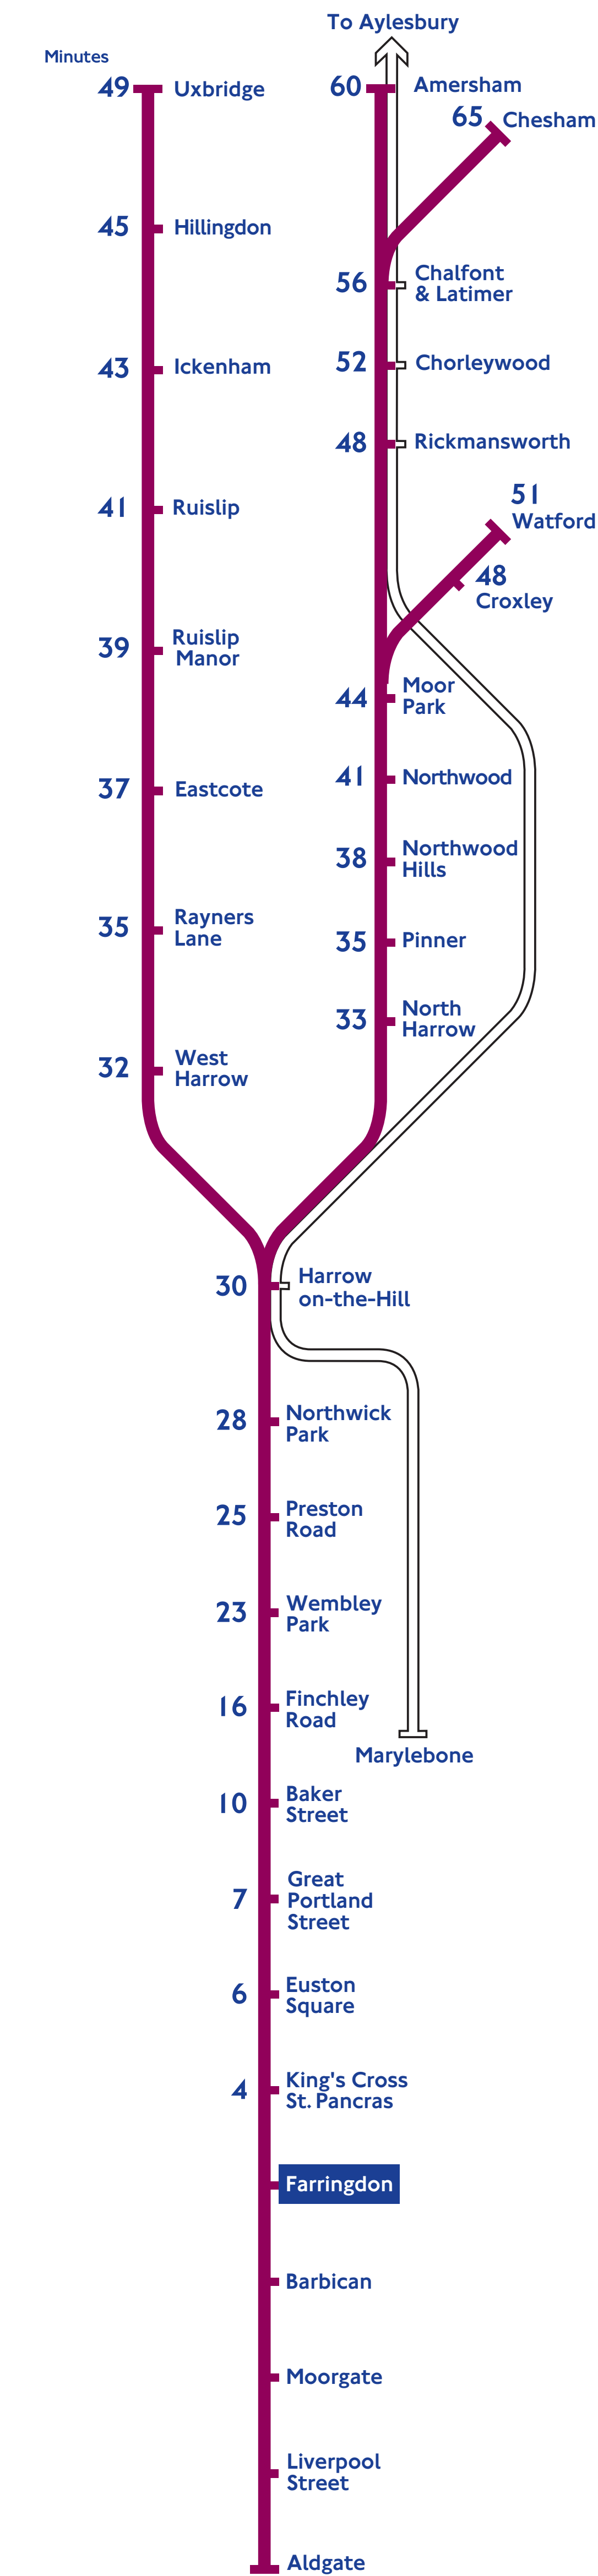 To Aylesbury
Minutes
49 Uxbridge
45 Hillingdon
43 Ickenham
41 Ruislip
39 Ruislip
Manor
37 Eastcote
35 Rayners
Lane
32 West
Harrow
60 Amersham
65 Chesham
56 Chalfont
& Latimer
52 Chorleywood
48 Rickmansworth
51
Watford
48
Croxley
44 Moor
Park
41 Northwood
38 Northwood
Hills
35 Pinner
33 North
Harrow
30 Harrow
on-the-Hill
28 Northwick
Park
25 Preston
Road
23 Wembley
Park
16 Finchley
Road
Marylebone
10 Baker
Street
7 Great
Portland
Street
6 Euston
Square
4 King's Cross
St. Pancras
Farringdon
Barbican
Moorgate
Liverpool
Street
Aldgate